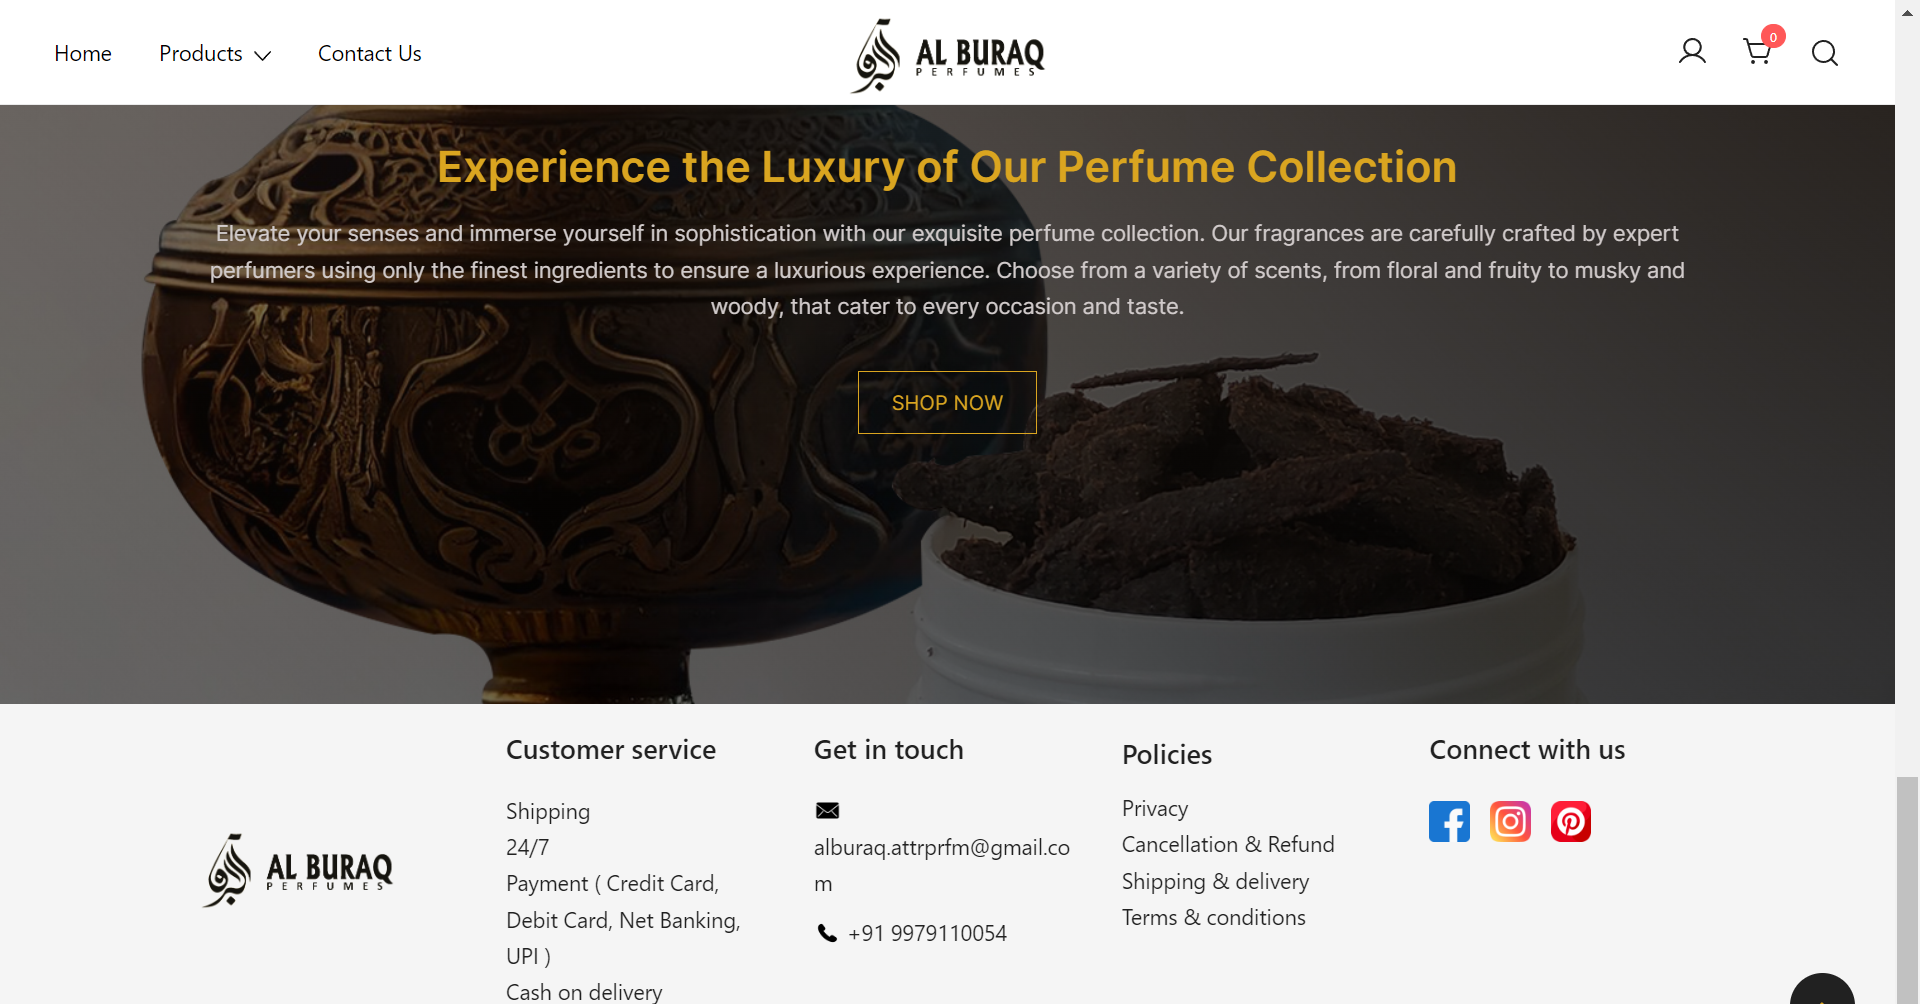 Home
Products
Contact Us
AL BURAQ
PERFUMES
0
Experience the Luxury of Our Perfume Collection
Elevate your senses and immerse yourself in sophistication with our exquisite perfume collection. Our fragrances are carefully crafted by expert
perfumers using only the finest ingredients to ensure a luxurious experience. Choose from a variety of scents, from floral and fruity to musky and
woody, that cater to every occasion and taste.
SHOP NOW
AL BURAQ
PERFUMES
Customer service
Shipping
24/7
Payment ( Credit Card,
Debit Card, Net Banking,
UPI )
Cash on delivery
Get in touch
alburaq.attrprfm@gmail.co
m
+91 9979110054
Policies
Privacy
Cancellation & Refund
Shipping & delivery
Terms & conditions
Connect with us